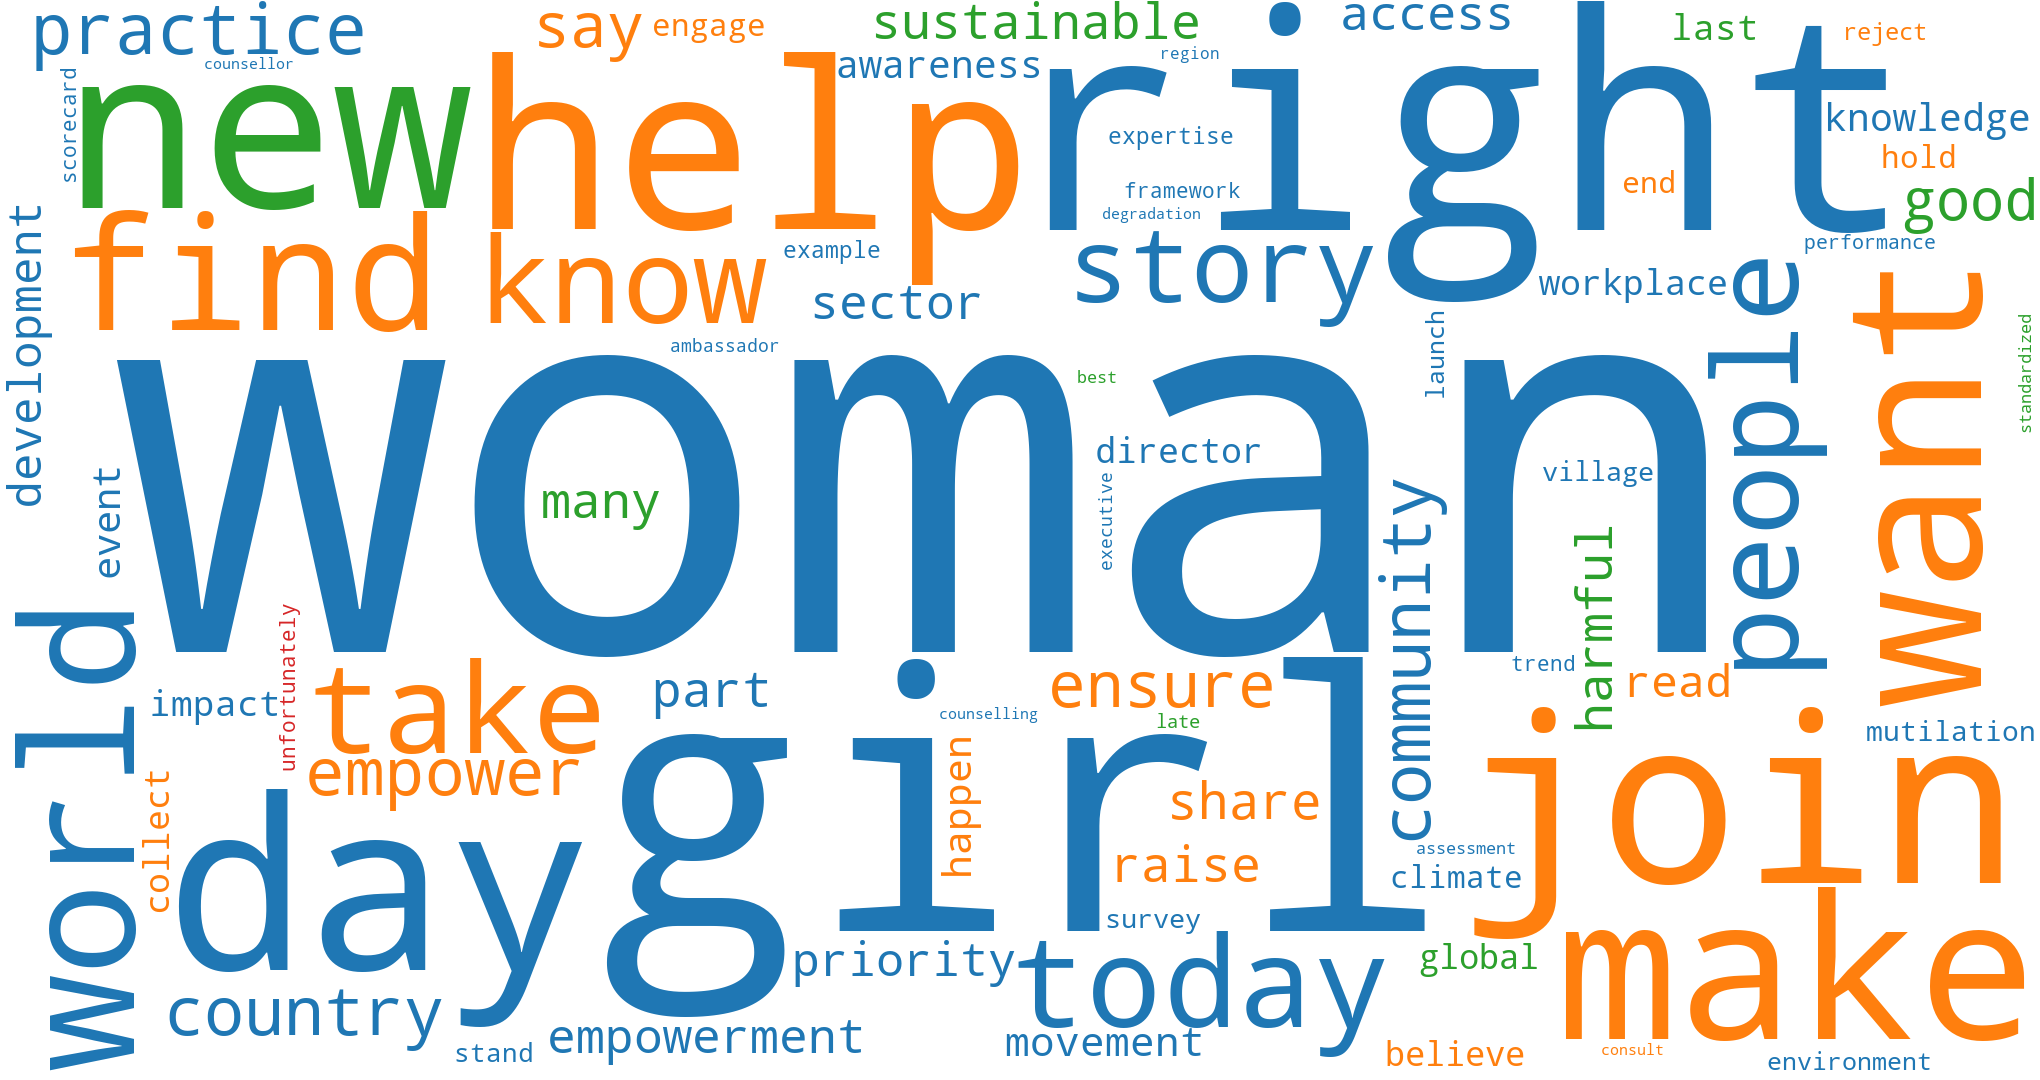 practice
say
engage
sustainable
access
last
reject
counsellor
awareness
region
scorecard
new
help
right
expertise
knowledge
hold
end
framework
degradation
good
find
know
example
story
performance
development
sector
workplace
people
want
ambassador
launch
standardized
woman
best
many
director
village
event
executive
community
harmful
world
unfortunately
impact
take
part
ensure
trend
read
mutilation
counselling
late
empower
girl
join
collect
happen
share
day
raise
assessment
climate
survey
make
priority
today
global
country
empowerment
stand
movement
believe
consult
environment